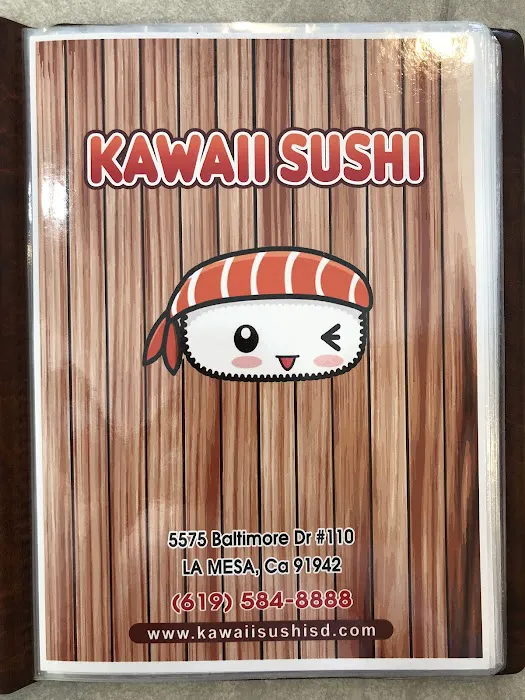 KAWAII SUSHI
5575 Baltimore Dr #110
LA MESA, Ca 91942
(619) 584-8888
www.kawaiisushisd.com